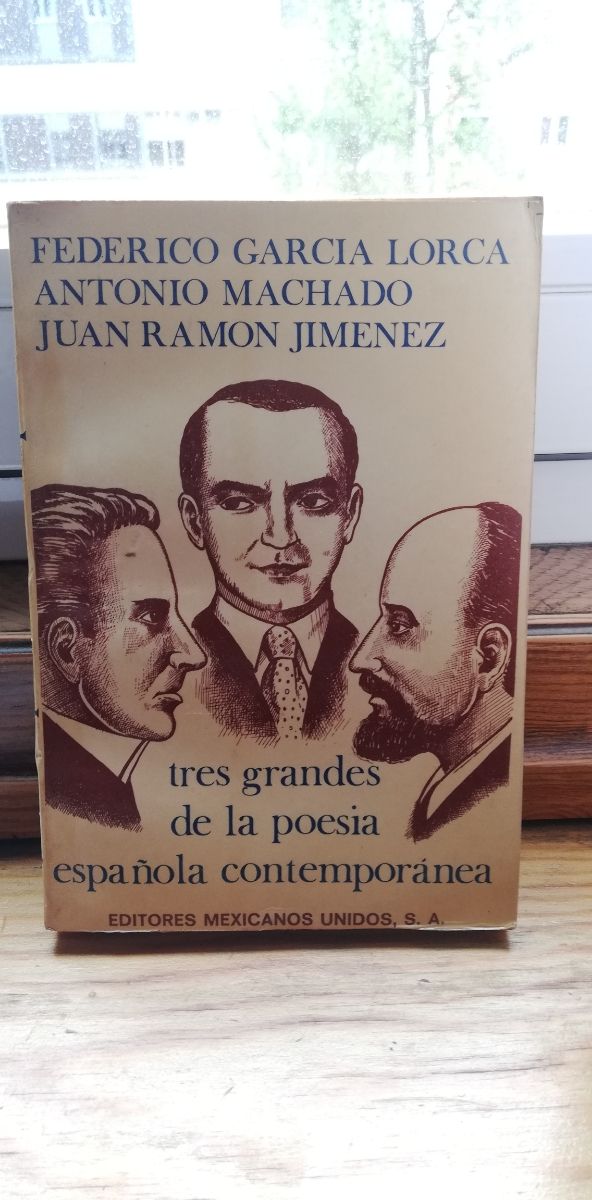 FEDERICO GARCIA LORCA
ANTONIO MACHADO
JUAN RAMON JIMENEZ
tres grandes
de la poesia
española contemporánea
EDITORES MEXICANOS UNIDOS, S. A.